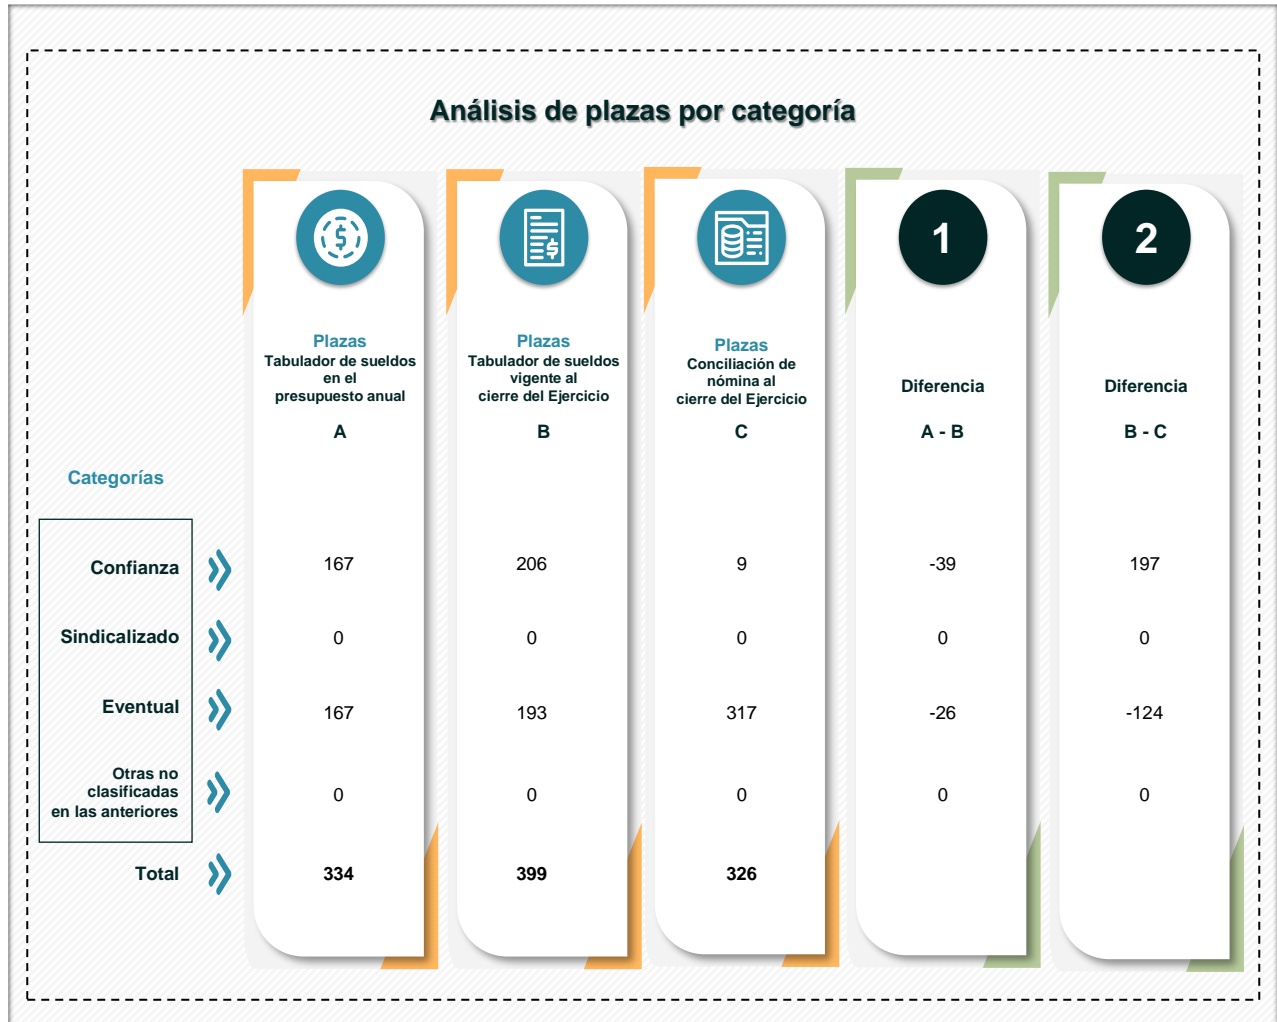 Análisis de plazas por categoría
1
2
Plazas
Tabulador de sueldos
en el
presupuesto anual
A
Plazas
Tabulador de sueldos
vigente al
cierre del Ejercicio
B
Plazas
Conciliación de
nómina al
cierre del Ejercicio
C
Diferencia
A - B
Diferencia
B - C
Categorías
Confianza 167 206 9 -39 197
Sindicalizado 0 0 0 0 0
Eventual 167 193 317 -26 -124
Otras no
clasificadas
en las anteriores 0 0 0 0 0
Total 334 399 326